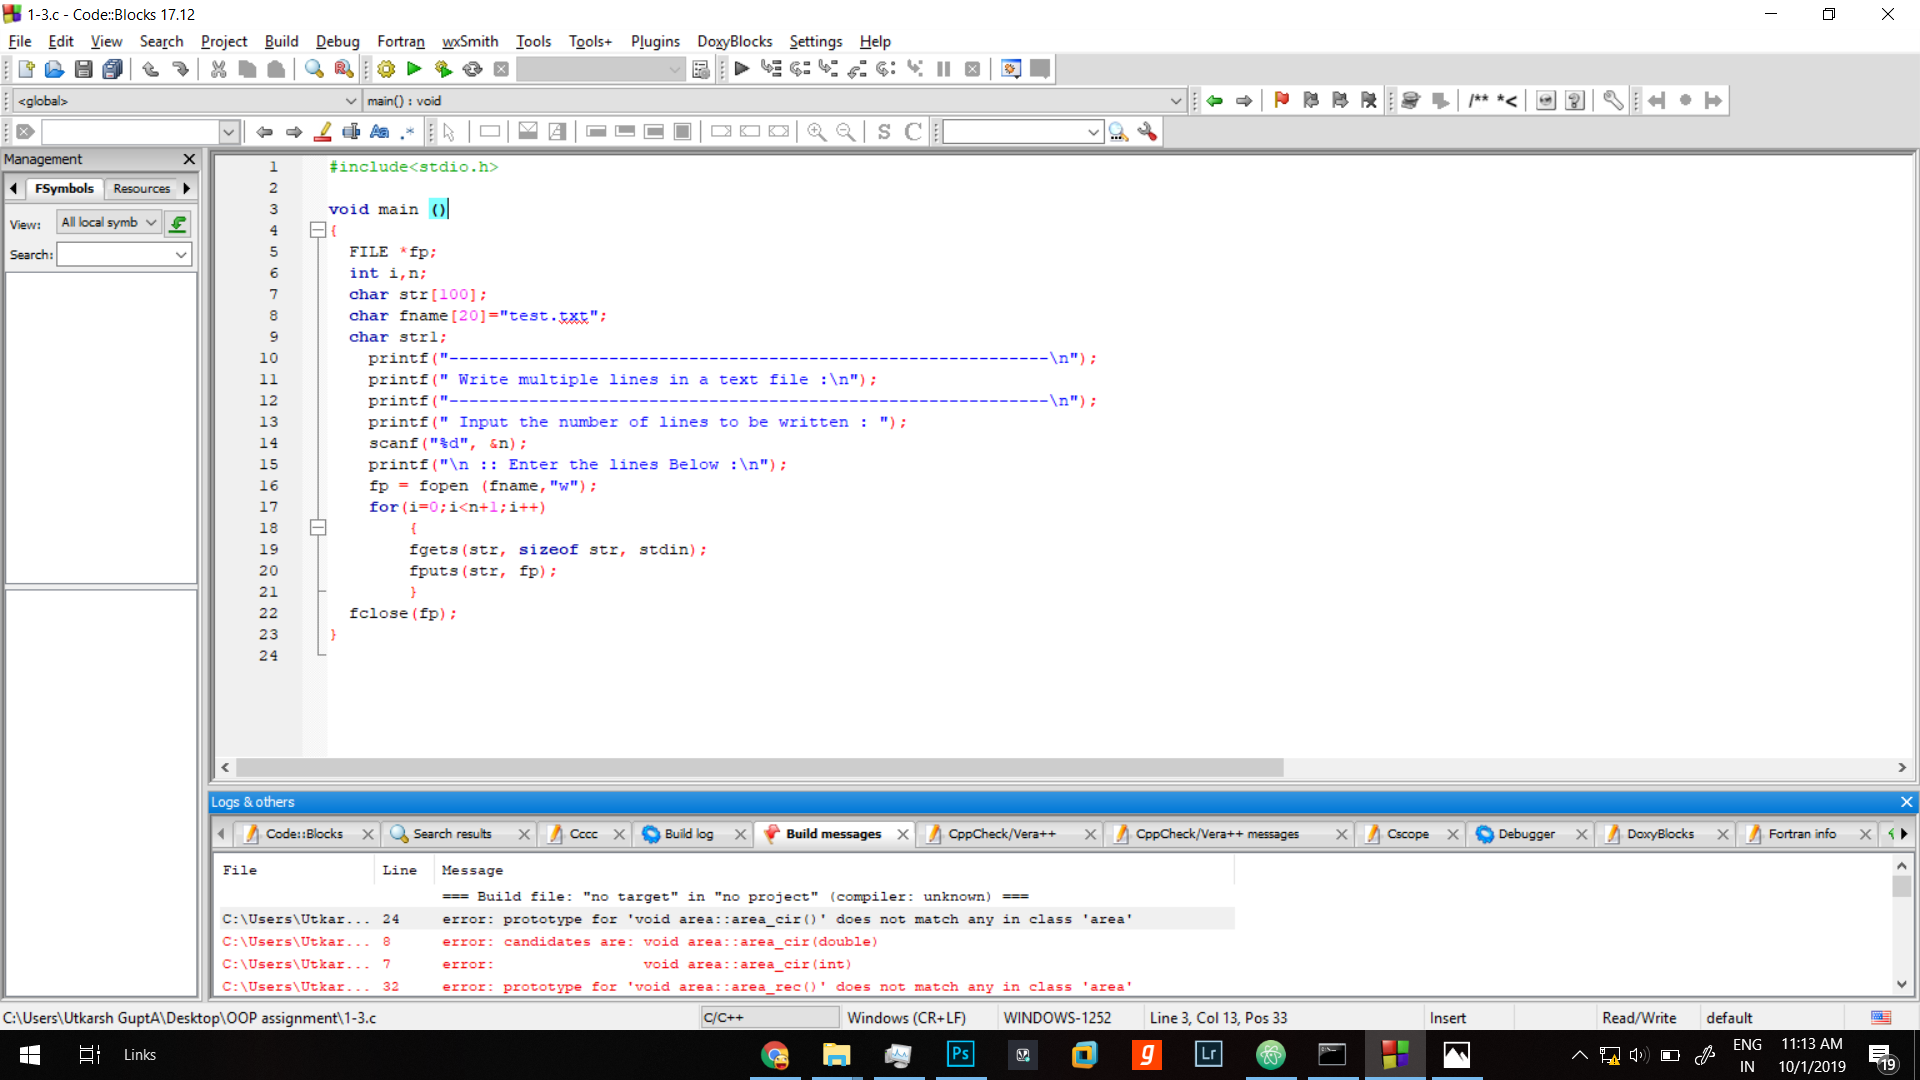 1-3.c - Code::Blocks 17.12
File Edit View Search Project Build Debug Fortran wxSmith Tools Tools+ Plugins DoxyBlocks Settings Help
<global> main() : void
/** *<
Management
FSymbols Resources
View: All local symb
Search:
1 #include<stdio.h>
2
3 void main ()
4 {
5 FILE *fp;
6 int i,n;
7 char str[100];
8 char fname[20]="test.txt";
9 char str1;
10 printf("------------------------------------------------------------\n");
11 printf(" Write multiple lines in a text file :\n");
12 printf("------------------------------------------------------------\n");
13 printf(" Input the number of lines to be written : ");
14 scanf("%d", &n);
15 printf("\n :: Enter the lines Below :\n");
16 fp = fopen (fname,"w");
17 for(i=0;i<n+1;i++)
18 {
19 fgets(str, sizeof str, stdin);
20 fputs(str, fp);
21 }
22 fclose(fp);
23 }
24
Logs & others
Code::Blocks Search results Cccc Build log Build messages CppCheck/Vera++ CppCheck/Vera++ messages Cscope Debugger DoxyBlocks Fortran info
File Line Message
=== Build file: "no target" in "no project" (compiler: unknown) ===
C:\Users\Utkar... 24 error: prototype for 'void area::area_cir()' does not match any in class 'area'
C:\Users\Utkar... 8 error: candidates are: void area::area_cir(double)
C:\Users\Utkar... 7 error: void area::area_cir(int)
C:\Users\Utkar... 32 error: prototype for 'void area::area_rec()' does not match any in class 'area'
C:\Users\Utkarsh GuptA\Desktop\OOP assignment\1-3.c C/C++ Windows (CR+LF) WINDOWS-1252 Line 3, Col 13, Pos 33 Insert Read/Write default
Links Ps g Lr ENG 11:13 AM
IN 10/1/2019 19